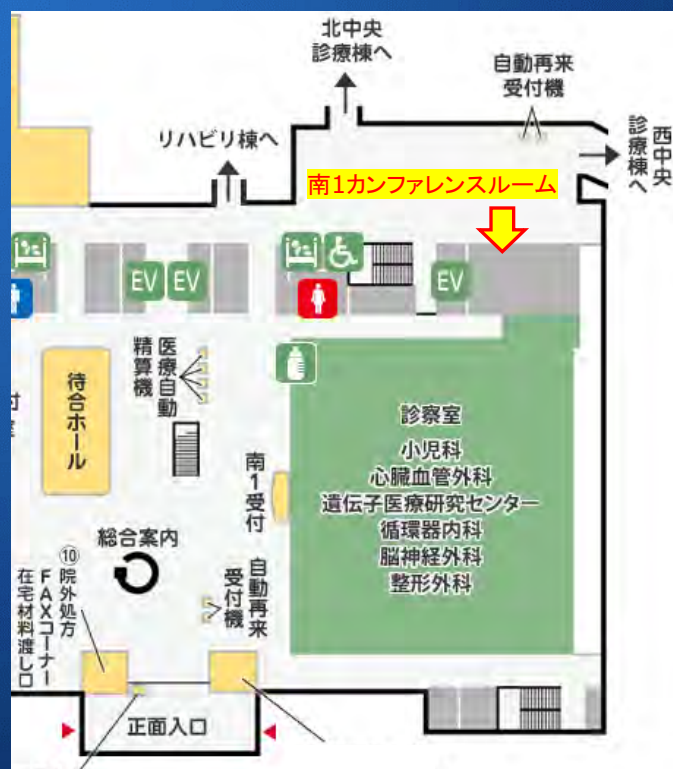 北中央
診療棟へ
自動再来
受付機
リハビリ棟へ
西中央
診療棟へ
南1カンファレンスルーム
EV
EV
EV
医療自動
精算機
待合ホール
付
診察室
小児科
心臓血管外科
遺伝子医療研究センター
循環器内科
脳神経外科
整形外科
南1受付
総合案内
自動再来
受付機
⑩院外処方
FAXコーナー
在宅材料渡し口
正面入口